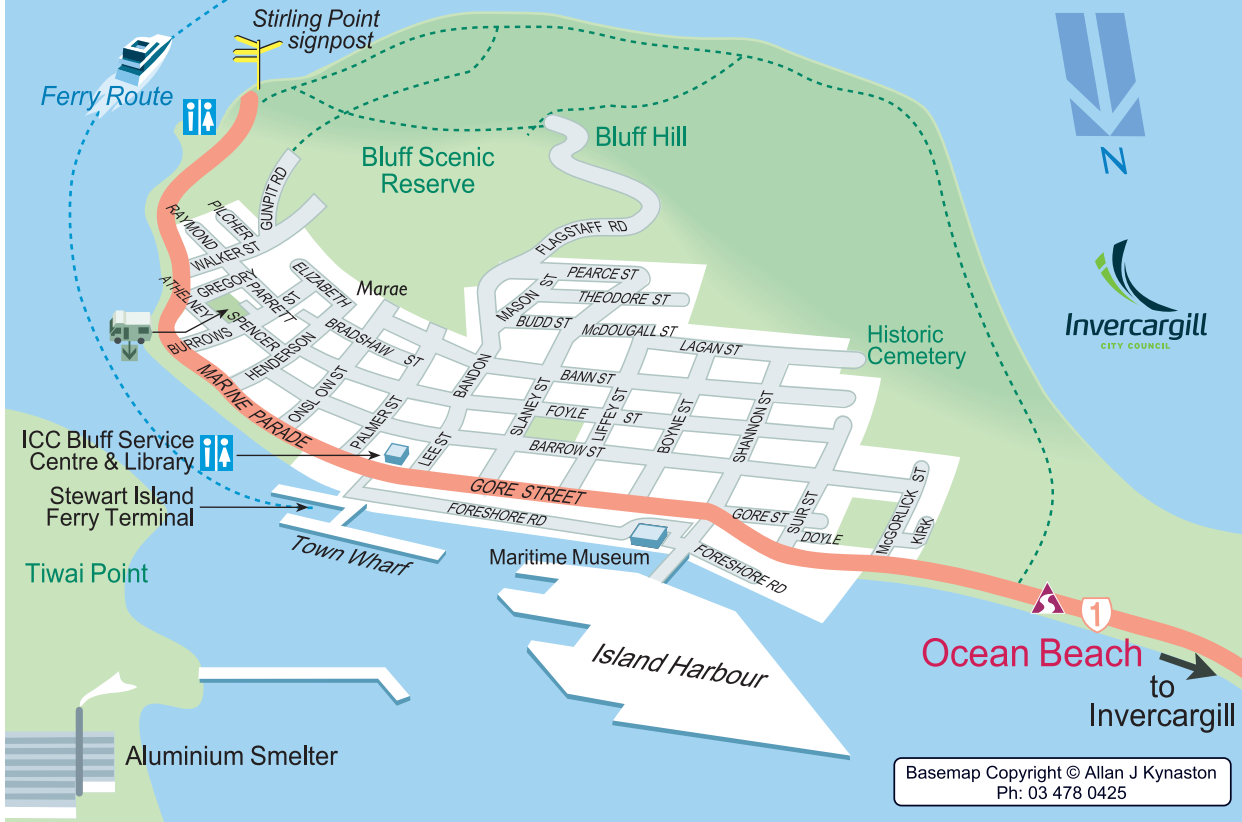 Stirling Point
signpost
Ferry Route
N
Bluff Hill
Bluff Scenic
Reserve
GUNPIT RD
PILCHER
RAYMOND
WALKER ST
FLAGSTAFF RD
ATHELNEY
GREGORY
ELIZABETH ST
PARRETT
Marae
MASON ST
PEARCE ST
THEODORE ST
BUDD ST
McDOUGALL ST
LAGAN ST
Historic
Cemetery
Invercargill
CITY COUNCIL
BURROWS
SPENCER
HENDERSON
BRADSHAW ST
BANDON
BANN ST
MARINE PARADE
ONSLOW ST
PALMER ST
LEE ST
SLANEY ST
FOYLE ST
LIFFEY ST
BOYNE ST
SHANNON ST
BARROW ST
ICC Bluff Service
Centre & Library
Stewart Island
Ferry Terminal
GORE STREET
FORESHORE RD
GORE ST
SUIR ST
DOYLE
McGORLICK ST
KIRK
Town Wharf
Maritime Museum
FORESHORE RD
Tiwai Point
Island Harbour
1
Ocean Beach
to
Invercargill
Aluminium Smelter
Basemap Copyright © Allan J Kynaston
Ph: 03 478 0425